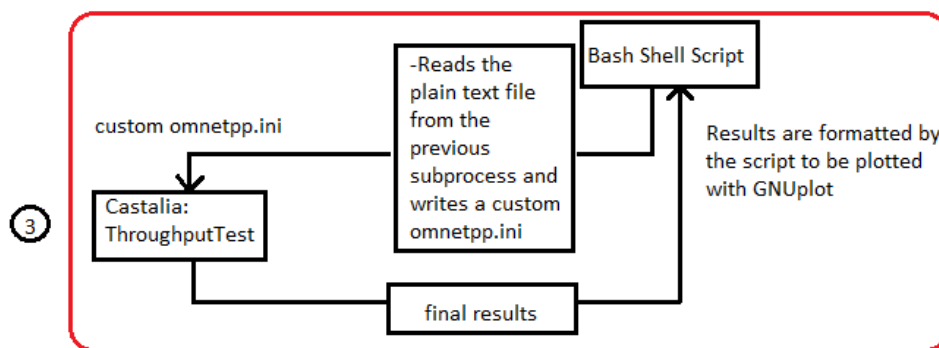 Bash Shell Script
-Reads the
plain text file
from the
previous
subprocess and
writes a custom
omnetpp.ini
custom omnetpp.ini
Results are formatted by
the script to be plotted
with GNUplot
Castalia:
ThroughputTest
3
final results